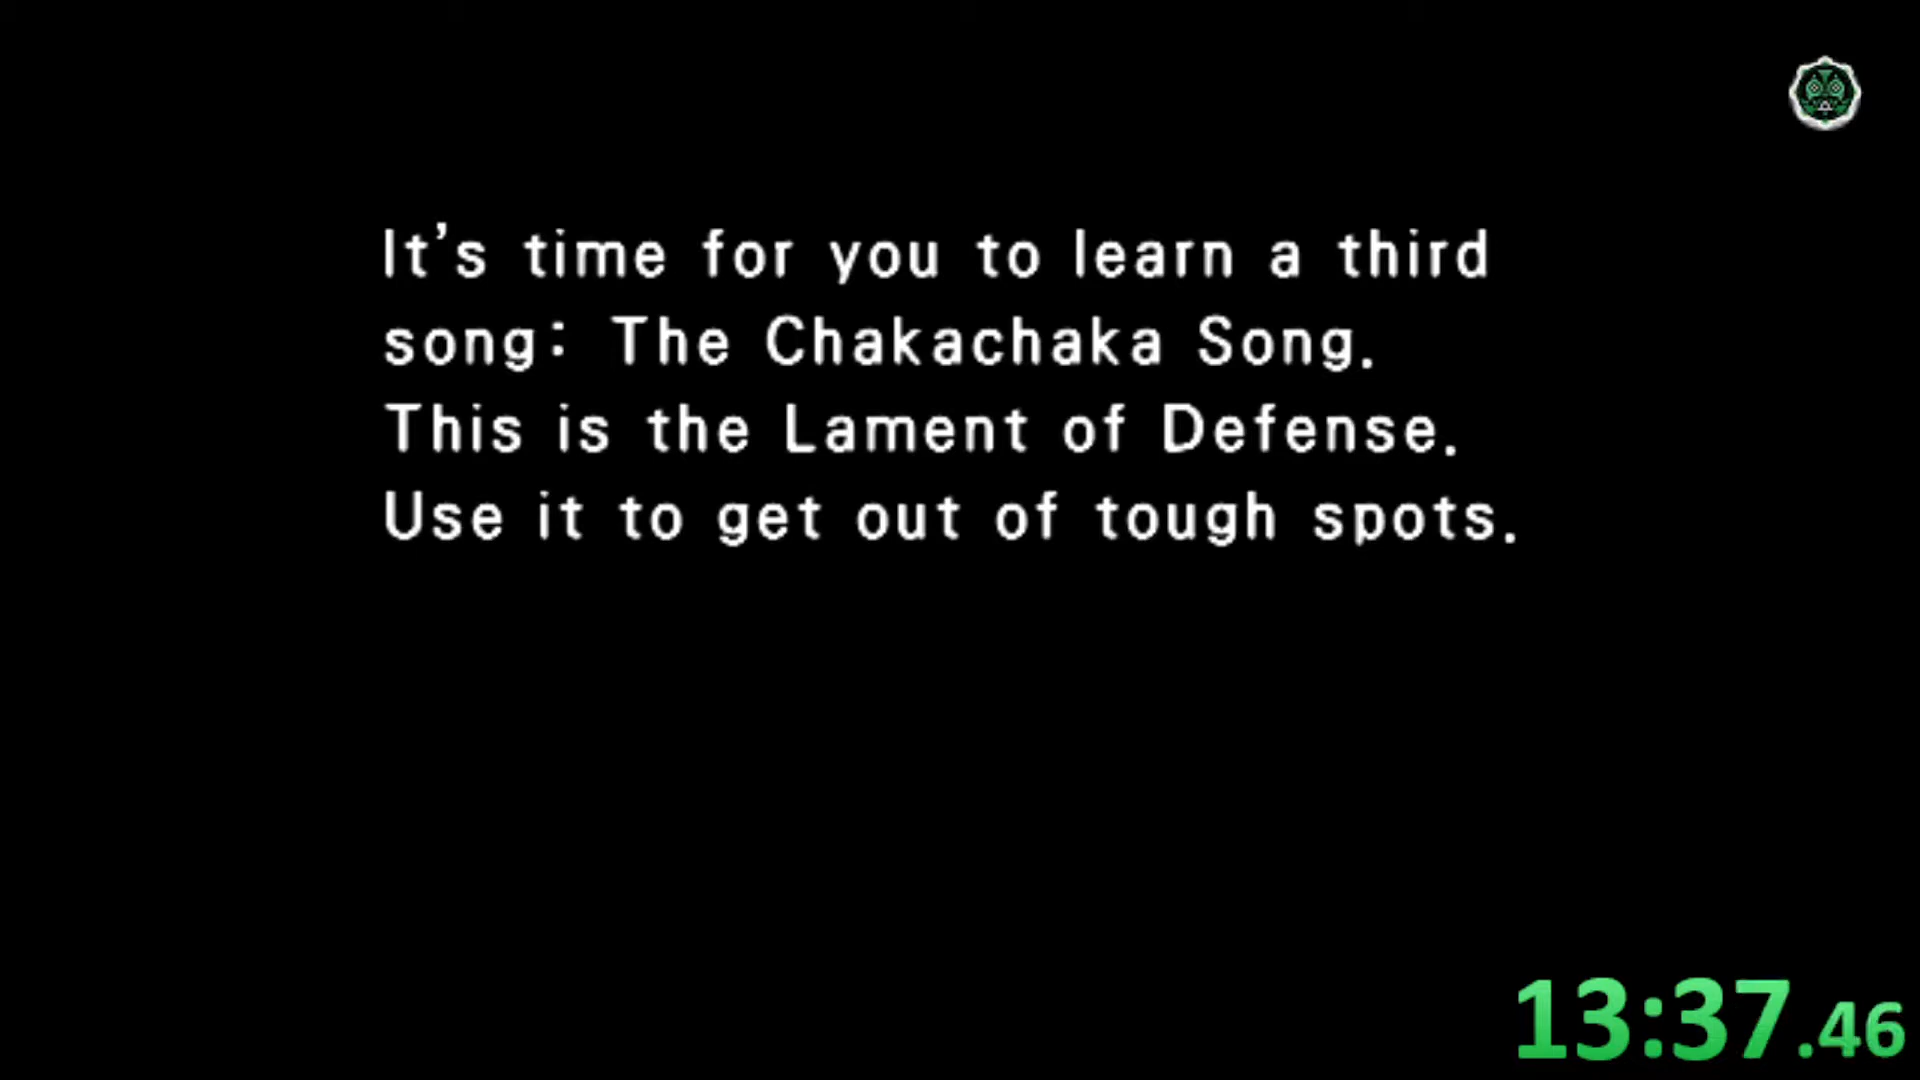 It's time for you to learn a third
song: The Chakachaka Song.
This is the Lament of Defense.
Use it to get out of tough spots.
13:37.46